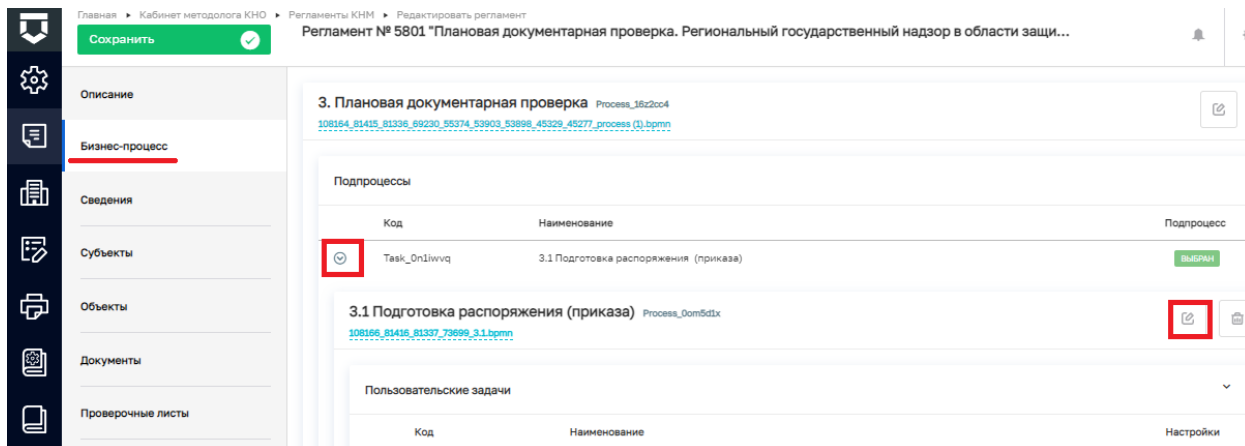 Главная ▸ Кабинет методолога КНО ▸ Регламенты КНМ ▸ Редактировать регламент
Сохранить
Регламент № 5801 "Плановая документарная проверка. Региональный государственный надзор в области защи...
Описание
Бизнес-процесс
Сведения
Субъекты
Объекты
Документы
Проверочные листы
3. Плановая документарная проверка Process_16z2cc4
108164_81415_81336_69230_55374_53903_53898_45329_45277_process (1).bpmn
Подпроцессы
Код Наименование Подпроцесс
Task_0n1iwvq 3.1 Подготовка распоряжения (приказа) ВЫБРАН
3.1 Подготовка распоряжения (приказа) Process_0om5d1x
108166_81416_81337_73699_3.1.bpmn
Пользовательские задачи
Код Наименование Настройки